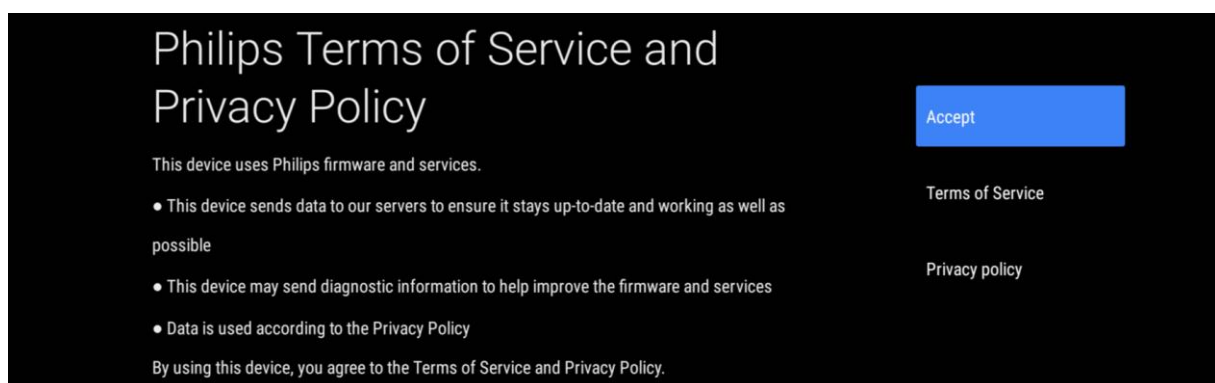 Philips Terms of Service and
Privacy Policy
This device uses Philips firmware and services.
● This device sends data to our servers to ensure it stays up-to-date and working as well as
possible
● This device may send diagnostic information to help improve the firmware and services
● Data is used according to the Privacy Policy
By using this device, you agree to the Terms of Service and Privacy Policy.
Accept
Terms of Service
Privacy policy